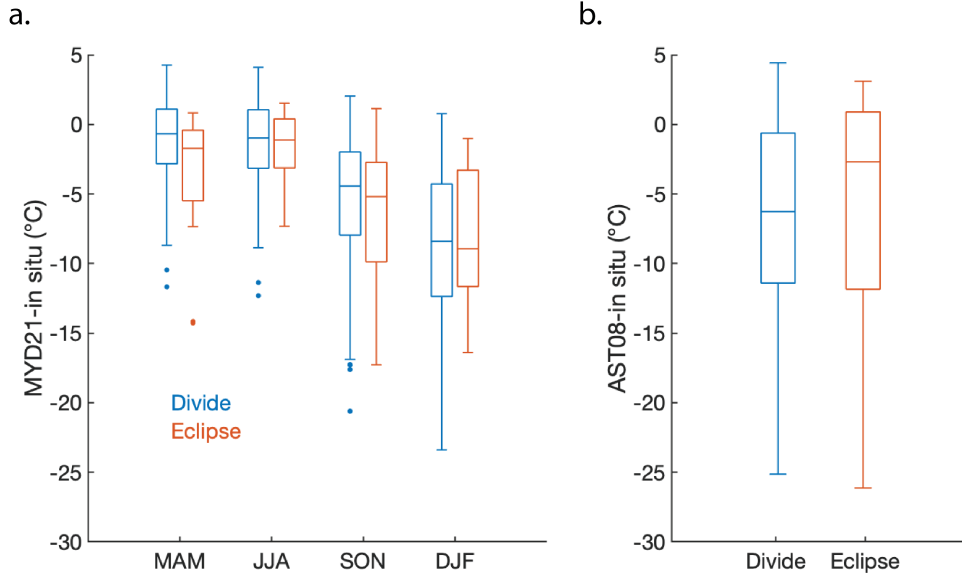 a.
MYD21-in situ (°C)
5
0
-5
-10
-15
-20
-25
-30
Divide
Eclipse
MAM JJA SON DJF
b.
AST08-in situ (°C)
5
0
-5
-10
-15
-20
-25
-30
Divide Eclipse